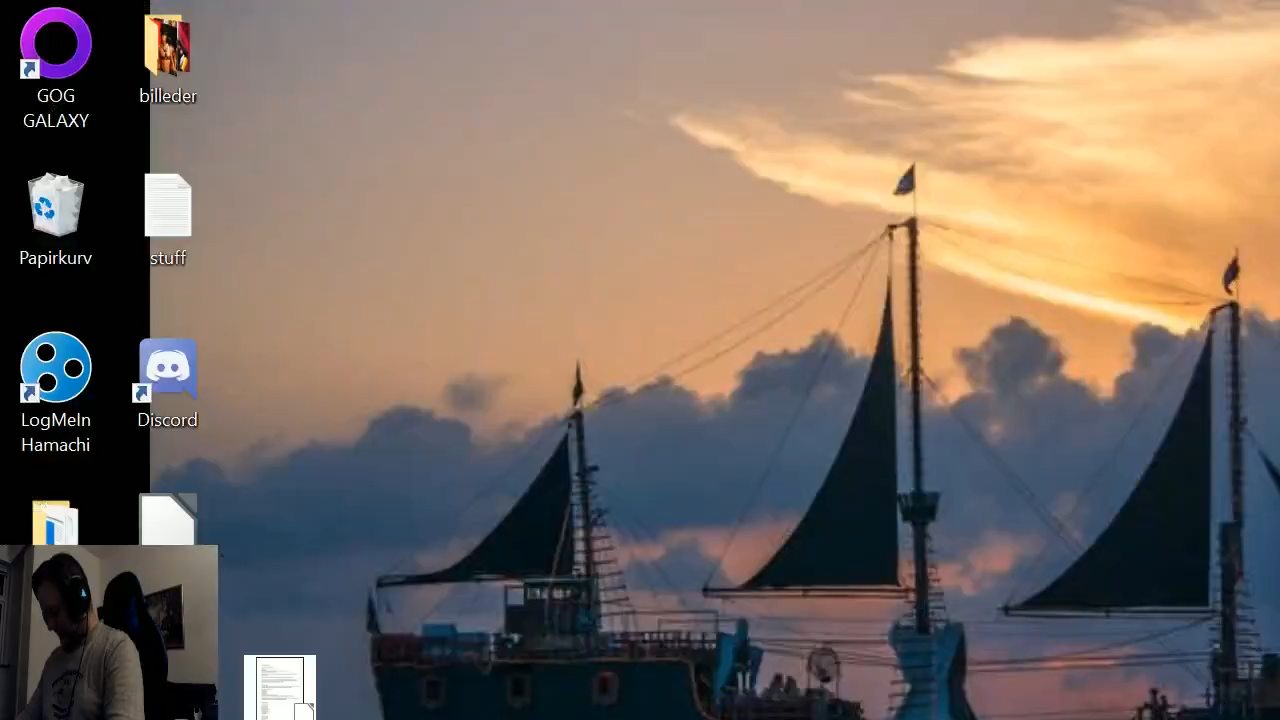 GOG
GALAXY
billeder
Papirkurv
stuff
LogMeIn
Hamachi
Discord